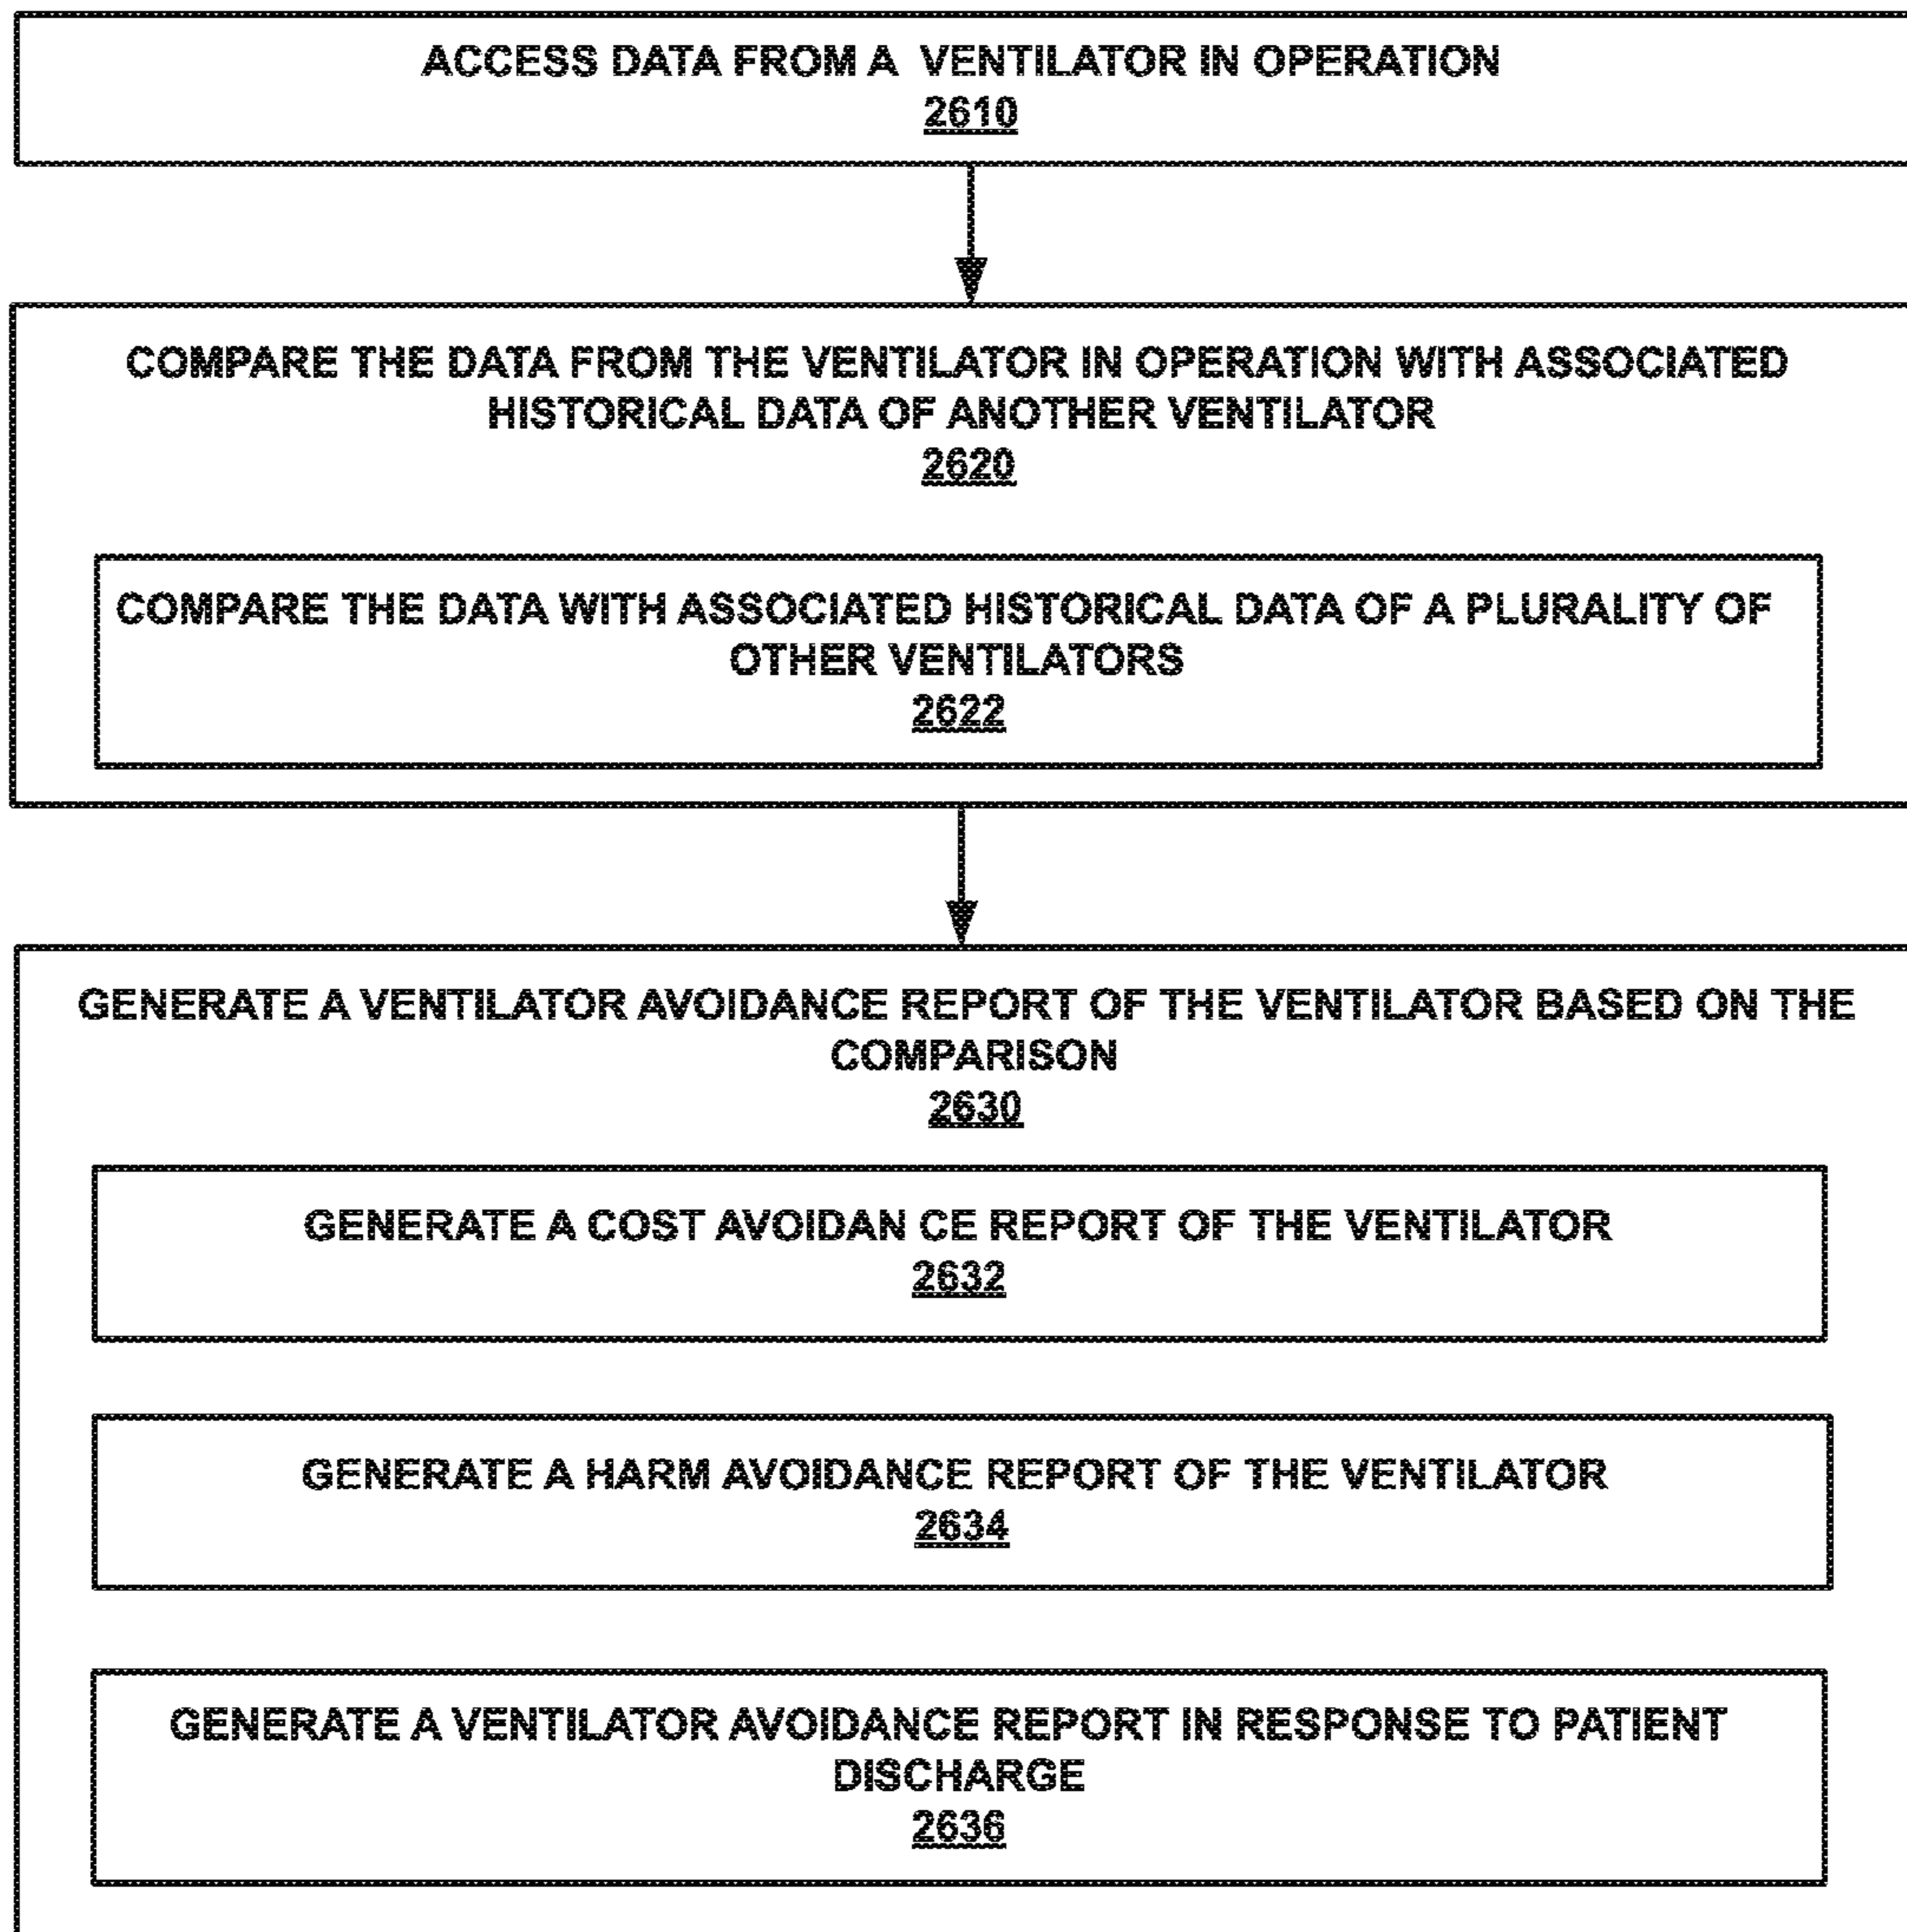 ACCESS DATA FROM A VENTILATOR IN OPERATION
2610
COMPARE THE DATA FROM THE VENTILATOR IN OPERATION WITH ASSOCIATED
HISTORICAL DATA OF ANOTHER VENTILATOR
2620
COMPARE THE DATA WITH ASSOCIATED HISTORICAL DATA OF A PLURALITY OF
OTHER VENTILATORS
2622
GENERATE A VENTILATOR AVOIDANCE REPORT OF THE VENTILATOR BASED ON THE
COMPARISON
2630
GENERATE A COST AVOIDAN CE REPORT OF THE VENTILATOR
2632
GENERATE A HARM AVOIDANCE REPORT OF THE VENTILATOR
2634
GENERATE A VENTILATOR AVOIDANCE REPORT IN RESPONSE TO PATIENT
DISCHARGE
2636